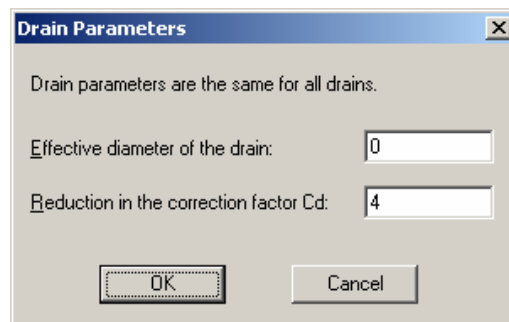 Drain Parameters
Drain parameters are the same for all drains.
Effective diameter of the drain: 0
Reduction in the correction factor Cd: 4
OK Cancel